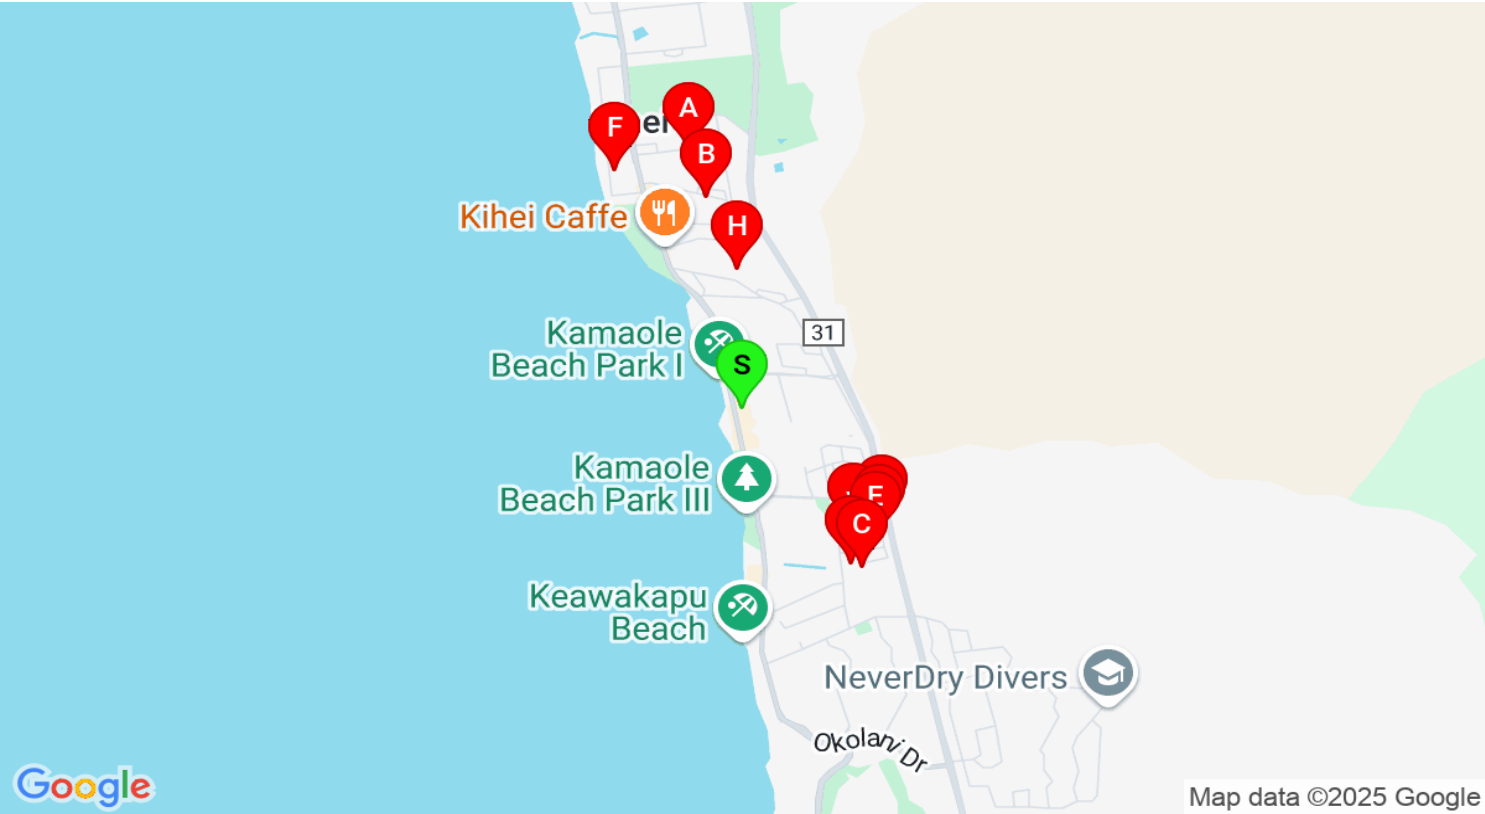 A
F
ei
B
Kihei Caffe
H
Kamaole
Beach Park I
31
S
Kamaole
Beach Park III
E
C
Keawakapu
Beach
NeverDry Divers
Okolani Dr
Google
Map data ©2025 Google